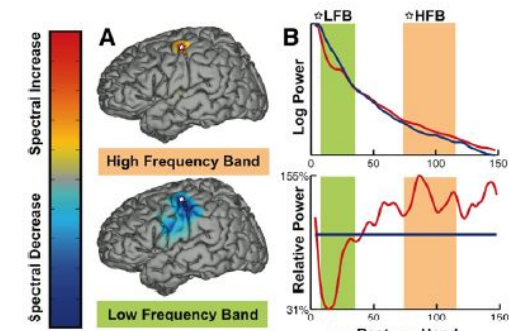 Spectral Increase
Spectral Decrease
A
High Frequency Band
Low Frequency Band
B
☆LFB
☆HFB
Log Power
0
50
100
150
155%
Relative Power
31%
0
50
100
150